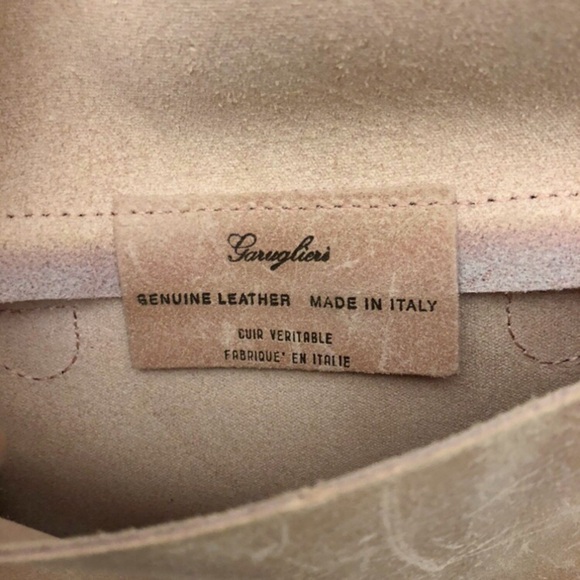 Garuglieri
GENUINE LEATHER MADE IN ITALY
CUIR VERITABLE
FABRIQUE' EN ITALIE